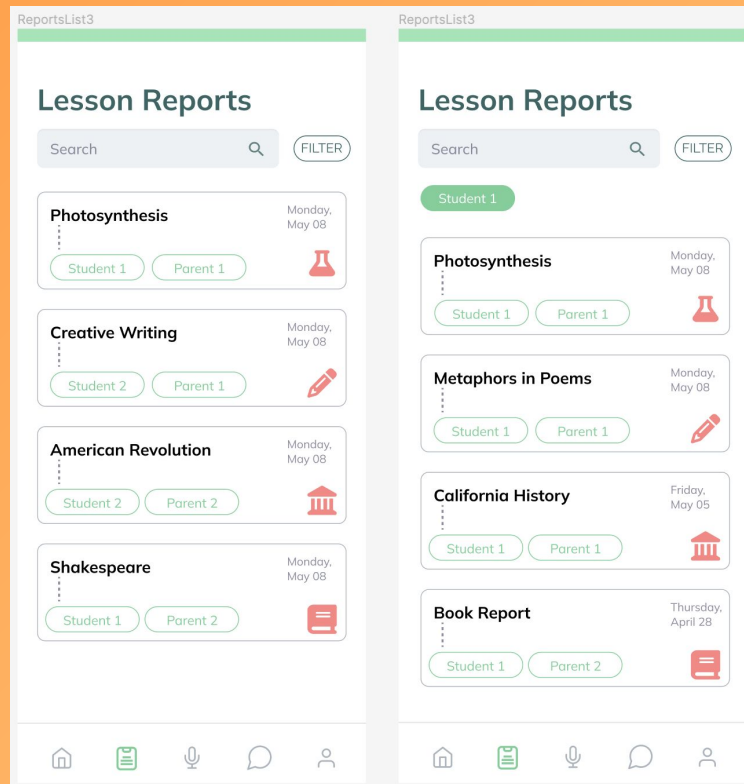 ReportsList3
Lesson Reports
Search
FILTER
Photosynthesis
Monday,
May 08
Student 1
Parent 1
Creative Writing
Monday,
May 08
Student 2
Parent 1
American Revolution
Monday,
May 08
Student 2
Parent 2
Shakespeare
Monday,
May 08
Student 1
Parent 2
ReportsList3
Lesson Reports
Search
FILTER
Student 1
Photosynthesis
Monday,
May 08
Student 1
Parent 1
Metaphors in Poems
Monday,
May 08
Student 1
Parent 1
California History
Friday,
May 05
Student 1
Parent 1
Book Report
Thursday,
April 28
Student 1
Parent 2